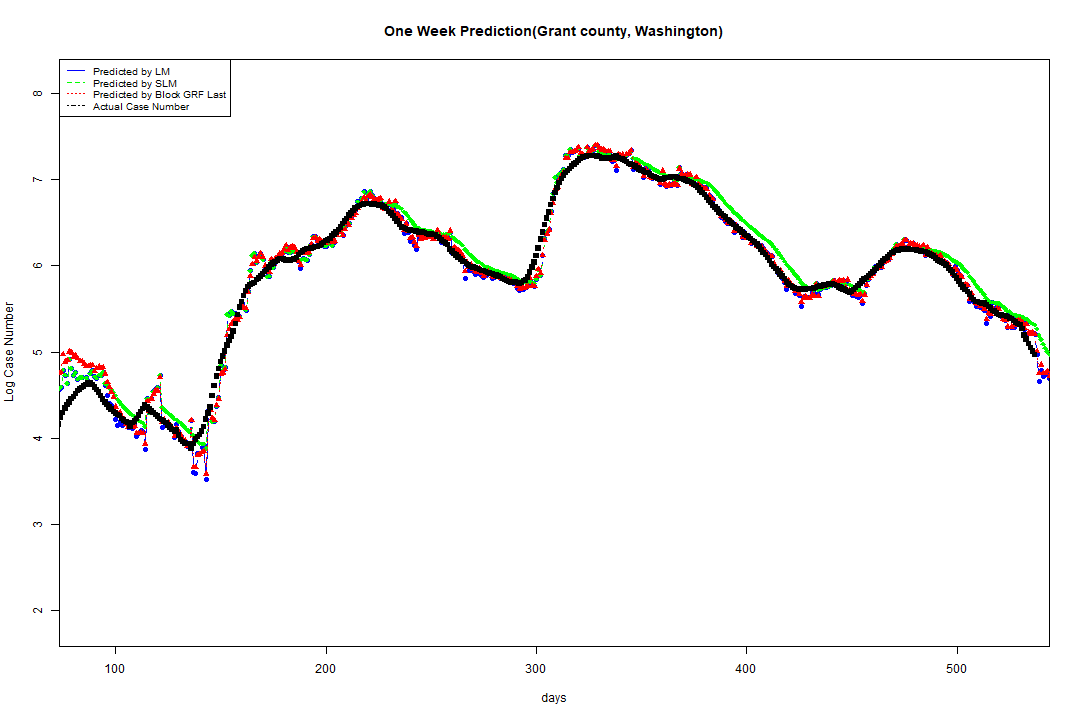 One Week Prediction(Grant county, Washington)
Predicted by LM
Predicted by SLM
Predicted by Block GRF Last
Actual Case Number
8
7
6
5
4
3
2
Log Case Number
100 200 300 400 500
days